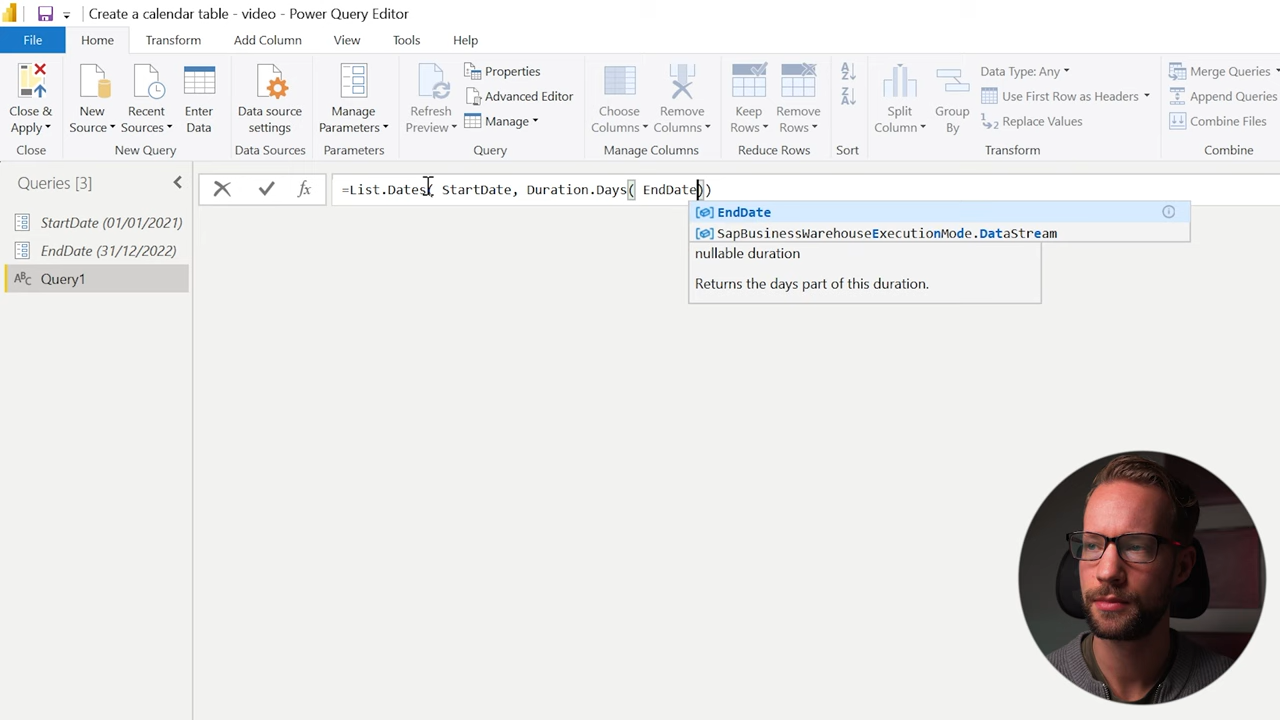 Create a calendar table - video - Power Query Editor
File Home Transform Add Column View Tools Help
Close & Apply
Close
New Source
Recent Sources
Enter Data
New Query
Data source settings
Data Sources
Manage Parameters
Parameters
Refresh Preview
Properties
Advanced Editor
Manage
Query
Choose Columns
Remove Columns
Manage Columns
Keep Rows
Remove Rows
Reduce Rows
Sort
Split Column
Group By
Data Type: Any
Use First Row as Headers
Replace Values
Transform
Merge Queries
Append Queries
Combine Files
Combine
Queries [3]
StartDate (01/01/2021)
EndDate (31/12/2022)
Query1
=List.Dates( StartDate, Duration.Days( EndDate))
EndDate
SapBusinessWarehouseExecutionMode.DataStream
nullable duration
Returns the days part of this duration.